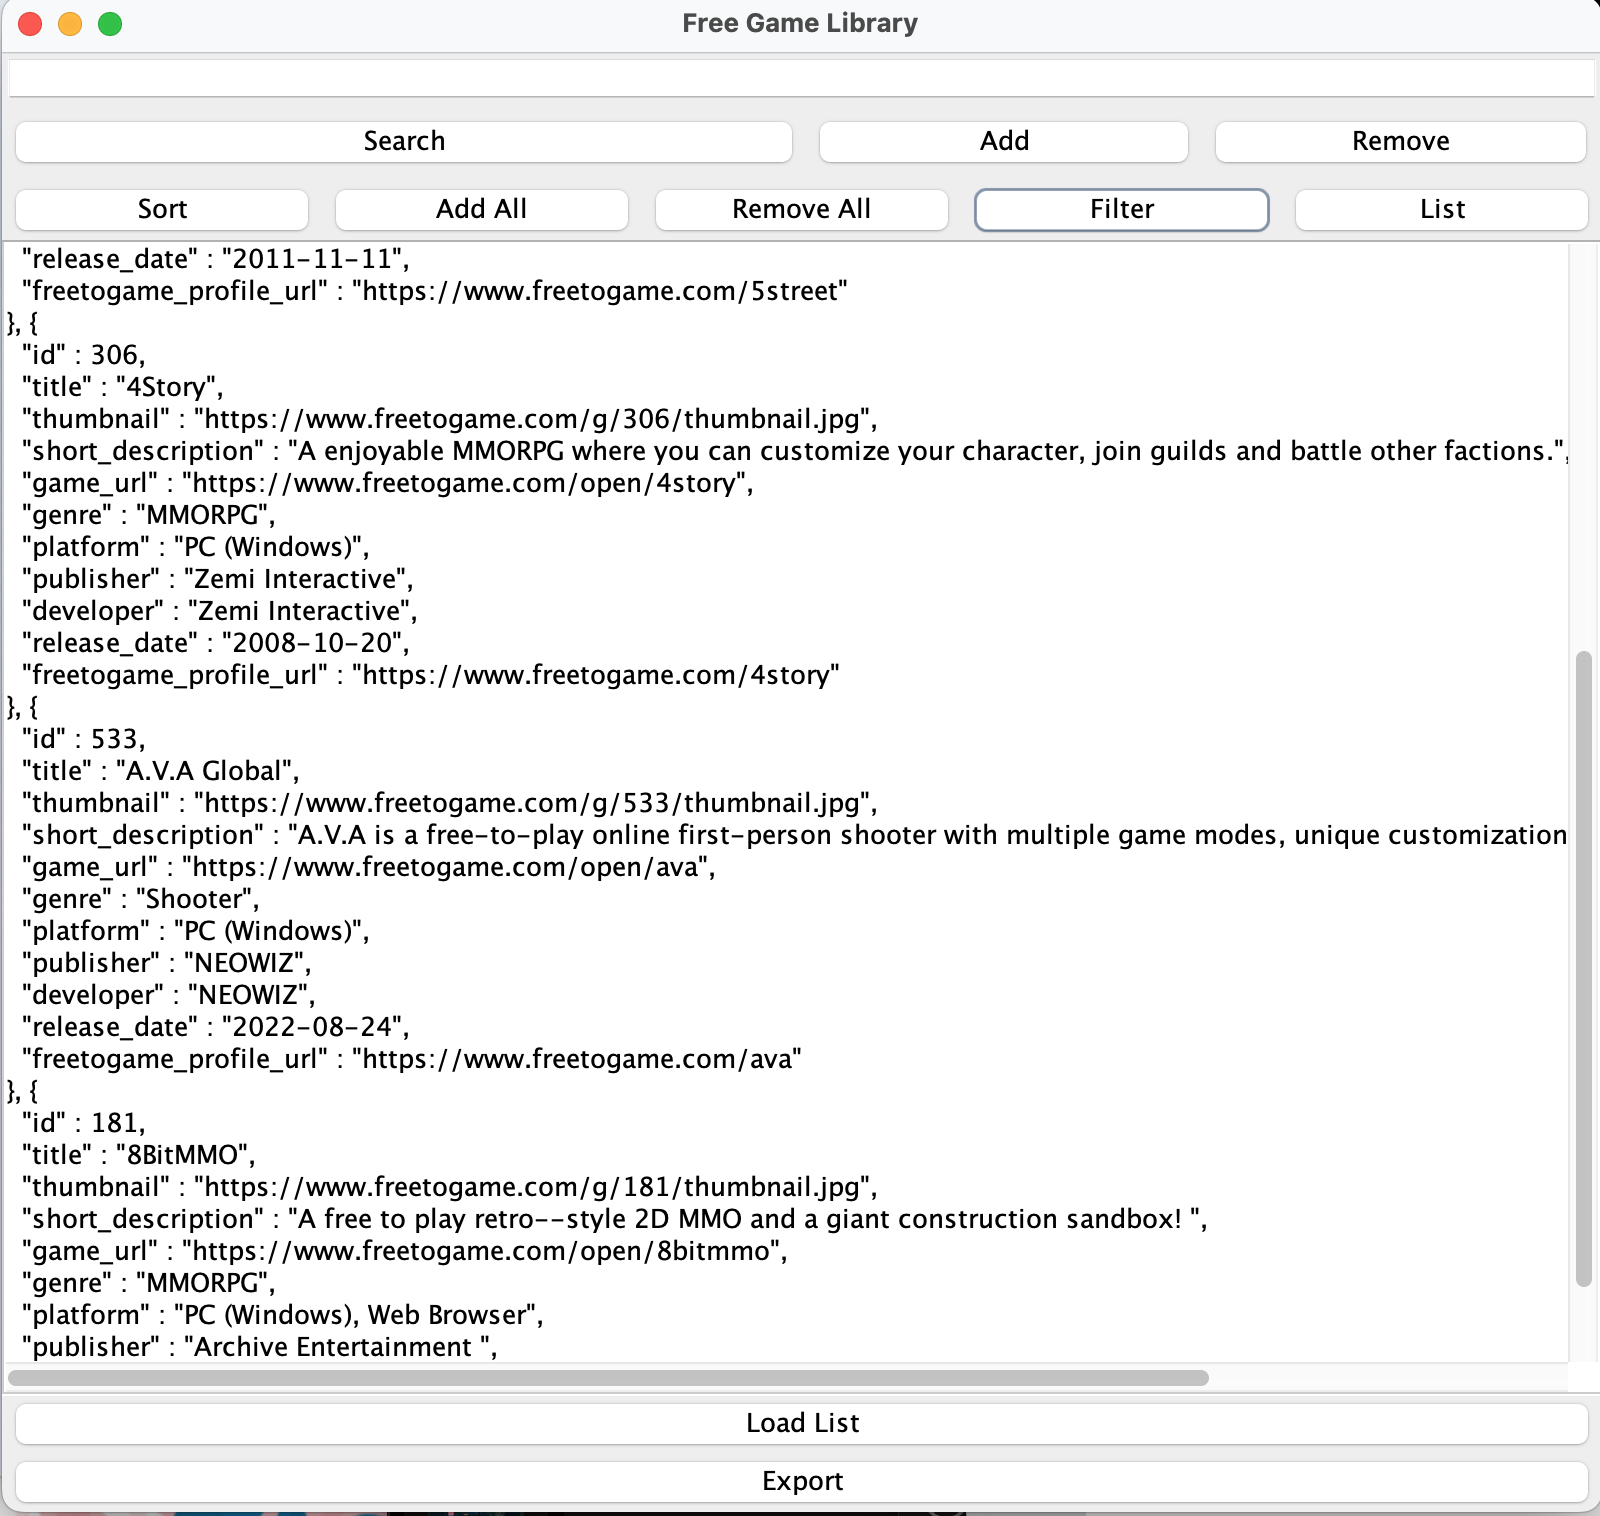 Free Game Library
Search Add Remove
Sort Add All Remove All Filter List
"release_date" : "2011-11-11",
"freetogame_profile_url" : "https://www.freetogame.com/5street"
}, {
"id" : 306,
"title" : "4Story",
"thumbnail" : "https://www.freetogame.com/g/306/thumbnail.jpg",
"short_description" : "A enjoyable MMORPG where you can customize your character, join guilds and battle other factions.",
"game_url" : "https://www.freetogame.com/open/4story",
"genre" : "MMORPG",
"platform" : "PC (Windows)",
"publisher" : "Zemi Interactive",
"developer" : "Zemi Interactive",
"release_date" : "2008-10-20",
"freetogame_profile_url" : "https://www.freetogame.com/4story"
}, {
"id" : 533,
"title" : "A.V.A Global",
"thumbnail" : "https://www.freetogame.com/g/533/thumbnail.jpg",
"short_description" : "A.V.A is a free-to-play online first-person shooter with multiple game modes, unique customization
"game_url" : "https://www.freetogame.com/open/ava",
"genre" : "Shooter",
"platform" : "PC (Windows)",
"publisher" : "NEOWIZ",
"developer" : "NEOWIZ",
"release_date" : "2022-08-24",
"freetogame_profile_url" : "https://www.freetogame.com/ava"
}, {
"id" : 181,
"title" : "8BitMMO",
"thumbnail" : "https://www.freetogame.com/g/181/thumbnail.jpg",
"short_description" : "A free to play retro--style 2D MMO and a giant construction sandbox! ",
"game_url" : "https://www.freetogame.com/open/8bitmmo",
"genre" : "MMORPG",
"platform" : "PC (Windows), Web Browser",
"publisher" : "Archive Entertainment ",
Load List
Export